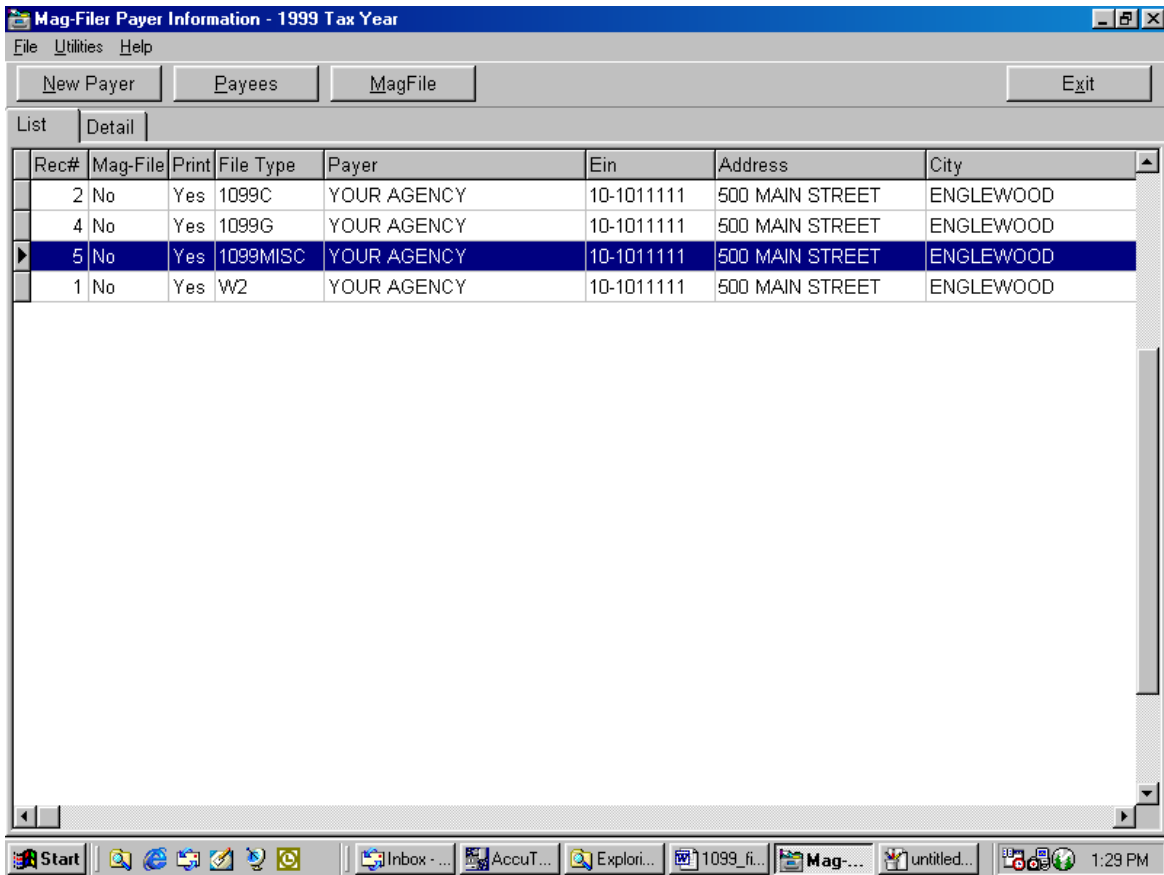 Mag-Filer Payer Information - 1999 Tax Year
File Utilities Help
New Payer Payees MagFile Exit
List Detail
Rec# Mag-File Print File Type Payer Ein Address City
2 No Yes 1099C YOUR AGENCY 10-1011111 500 MAIN STREET ENGLEWOOD
4 No Yes 1099G YOUR AGENCY 10-1011111 500 MAIN STREET ENGLEWOOD
5 No Yes 1099MISC YOUR AGENCY 10-1011111 500 MAIN STREET ENGLEWOOD
1 No Yes W2 YOUR AGENCY 10-1011111 500 MAIN STREET ENGLEWOOD
Start Inbox - ... AccuT... Explori... 1099_fi... Mag-... untitled... 1:29 PM